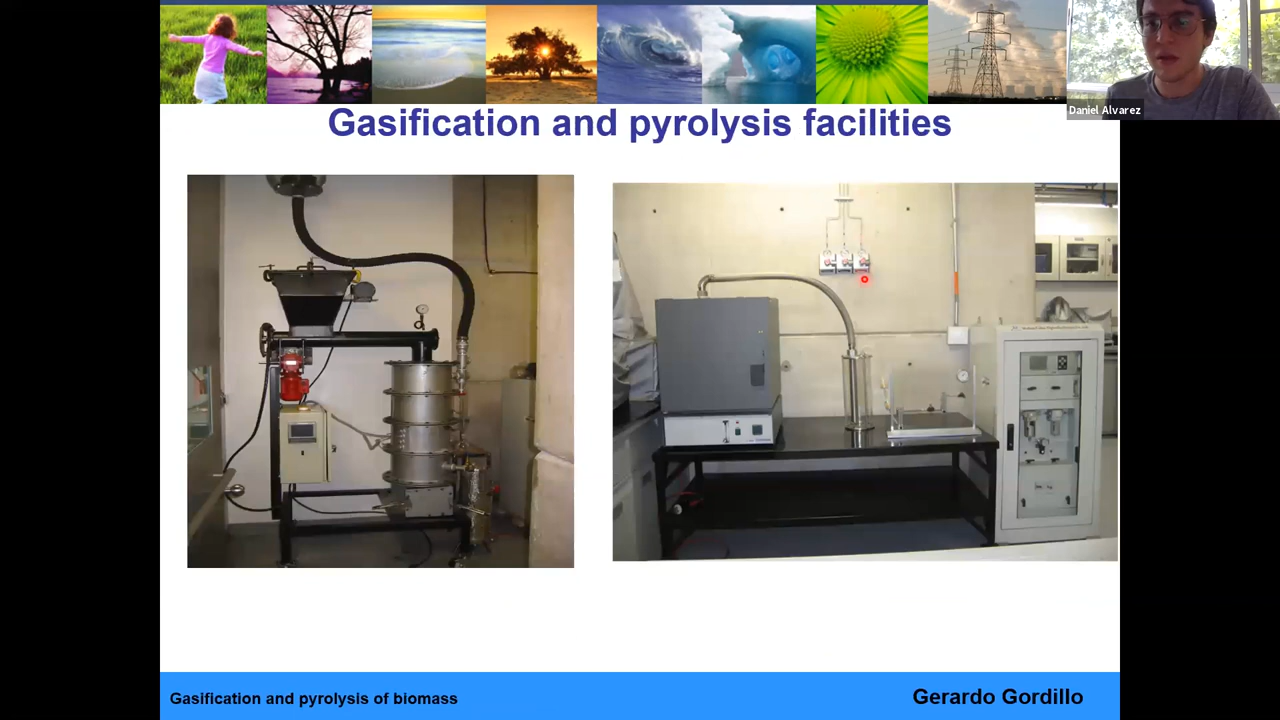 Daniel Alvarez
Gasification and pyrolysis facilities
Gasification and pyrolysis of biomass
Gerardo Gordillo